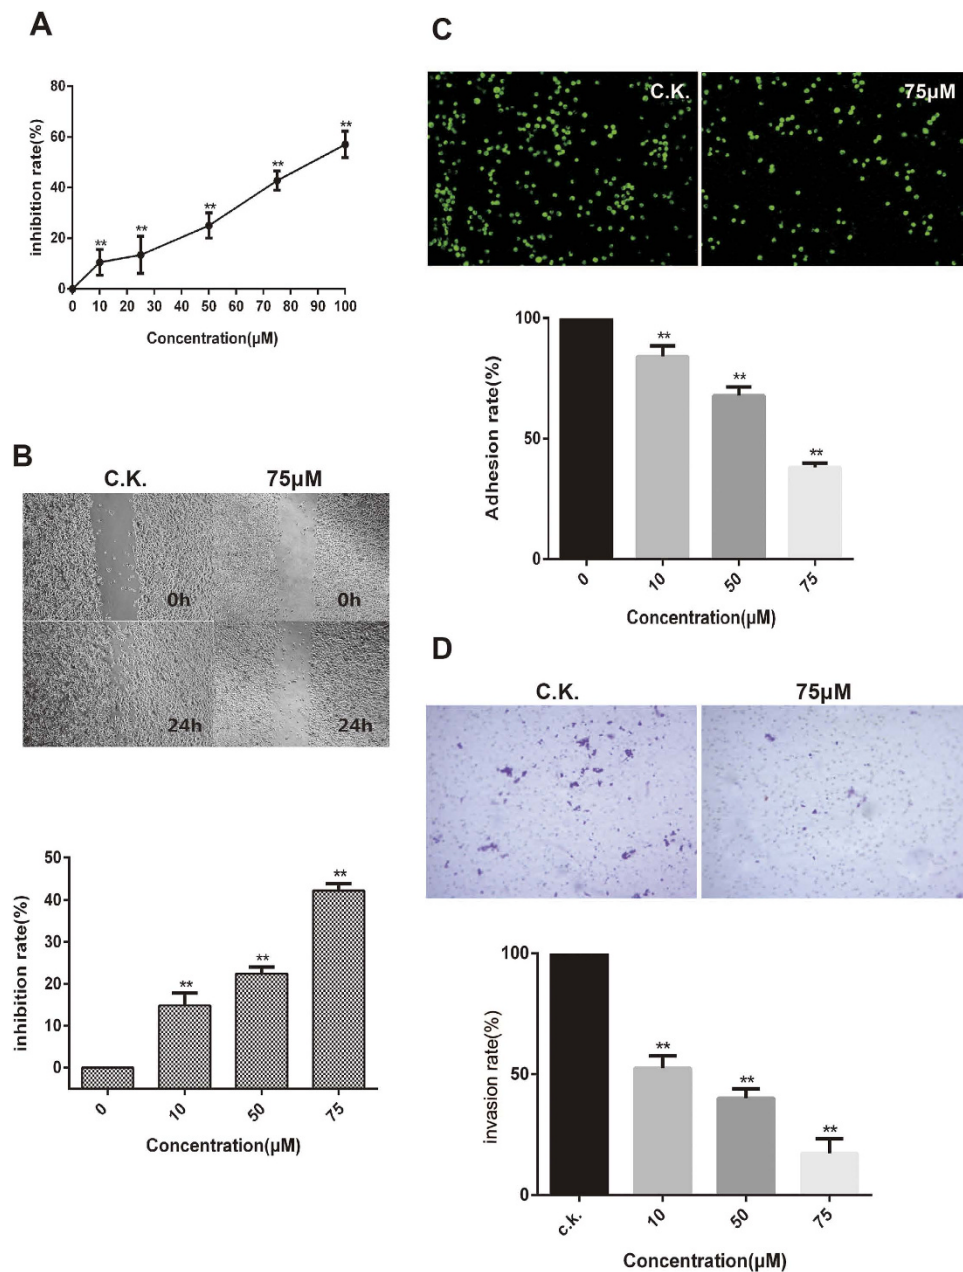 A
80
60
40
20
0
inhibition rate(%)
**
**
**
**
**
0 10 20 30 40 50 60 70 80 90 100
Concentration(µM)
B
C.K. 75µM
0h 0h
24h 24h
50
40
30
20
10
0
inhibition rate(%)
**
**
**
0 10 50 75
Concentration(µM)
C
C.K. 75µM
100
50
0
Adhesion rate(%)
**
**
**
0 10 50 75
Concentration(µM)
D
C.K. 75µM
100
50
0
invasion rate(%)
**
**
**
c.k. 10 50 75
Concentration(µM)